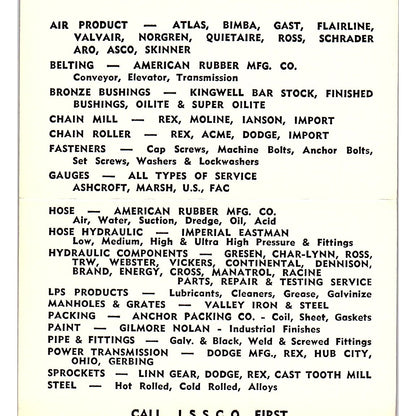 AIR PRODUCT — ATLAS, BIMBA, GAST, FLAIRLINE,
VALVAIR, NORGREN, QUIETAIRE, ROSS, SCHRADER
ARO, ASCO, SKINNER
BELTING — AMERICAN RUBBER MFG. CO.
Conveyor, Elevator, Transmission
BRONZE BUSHINGS — KINGWELL BAR STOCK, FINISHED
BUSHINGS, OILITE & SUPER OILITE
CHAIN MILL — REX, MOLINE, IANSON, IMPORT
CHAIN ROLLER — REX, ACME, DODGE, IMPORT
FASTENERS — Cap Screws, Machine Bolts, Anchor Bolts,
Set Screws, Washers & Lockwashers
GAUGES — ALL TYPES OF SERVICE
ASHCROFT, MARSH, U.S., FAC
HOSE — AMERICAN RUBBER MFG. CO.
Air, Water, Suction, Dredge, Oil, Acid
HOSE HYDRAULIC — IMPERIAL EASTMAN
Low, Medium, High & Ultra High Pressure & Fittings
HYDRAULIC COMPONENTS — GRESEN, CHAR-LYNN, ROSS,
TRW, WEBSTER, VICKERS, CONTINENTAL, DENNISON,
BRAND, ENERGY, CROSS, MANATROL, RACINE
PARTS, REPAIR & TESTING SERVICE
LPS PRODUCTS — Lubricants, Cleaners, Grease, Galvinize
MANHOLES & GRATES — VALLEY IRON & STEEL
PACKING — ANCHOR PACKING CO. - Coil, Sheet, Gaskets
PAINT — GILMORE NOLAN - Industrial Finishes
PIPE & FITTINGS — Galv. & Black, Weld & Screwed Fittings
POWER TRANSMISSION — DODGE MFG., REX, HUB CITY,
OHIO, GERBING
SPROCKETS — LINN GEAR, DODGE, REX, CAST TOOTH MILL
STEEL — Hot Rolled, Cold Rolled, Alloys
CALL I.S.S.C.O. FIRST